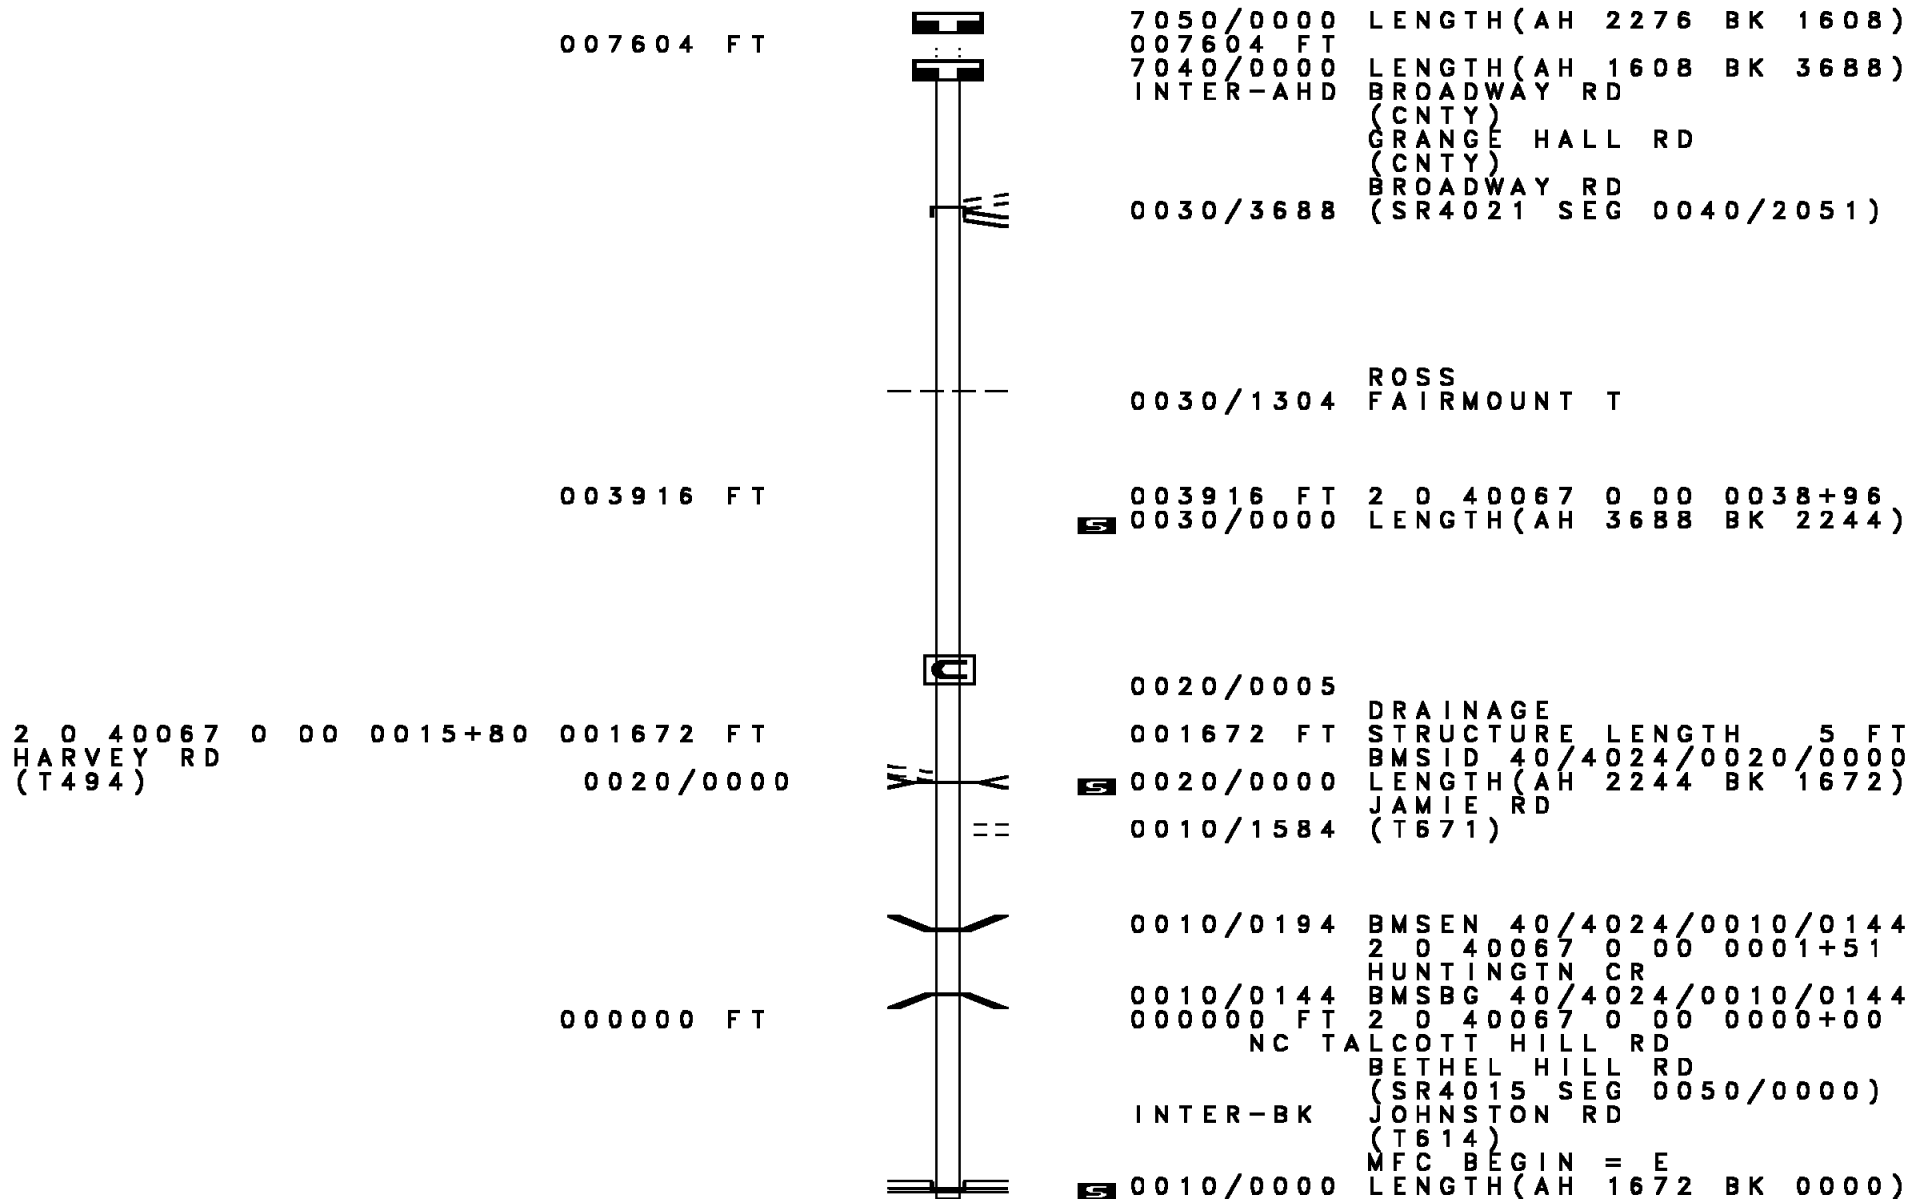 7050/0000 LENGTH(AH 2276 BK 1608)
007604 FT 007604 FT
7040/0000 LENGTH(AH 1608 BK 3688)
INTER-AHD BROADWAY RD
(CNTY)
GRANGE HALL RD
(CNTY)
BROADWAY RD
0030/3688 (SR4021 SEG 0040/2051)
ROSS
0030/1304 FAIRMOUNT T
003916 FT 003916 FT 2 0 40067 0 00 0038+96
S 0030/0000 LENGTH(AH 3688 BK 2244)
0020/0005
DRAINAGE
2 0 40067 0 00 0015+80 001672 FT 001672 FT STRUCTURE LENGTH 5 FT
HARVEY RD BMSID 40/4024/0020/0000
(T494) 0020/0000 S 0020/0000 LENGTH(AH 2244 BK 1672)
JAMIE RD
0010/1584 (T671)
0010/0194 BMSEN 40/4024/0010/0144
2 0 40067 0 00 0001+51
HUNTINGTN CR
0010/0144 BMSBG 40/4024/0010/0144
000000 FT 000000 FT 2 0 40067 0 00 0000+00
NC TALCOTT HILL RD
BETHEL HILL RD
(SR4015 SEG 0050/0000)
INTER-BK JOHNSTON RD
(T614)
MFC BEGIN = E
S 0010/0000 LENGTH(AH 1672 BK 0000)